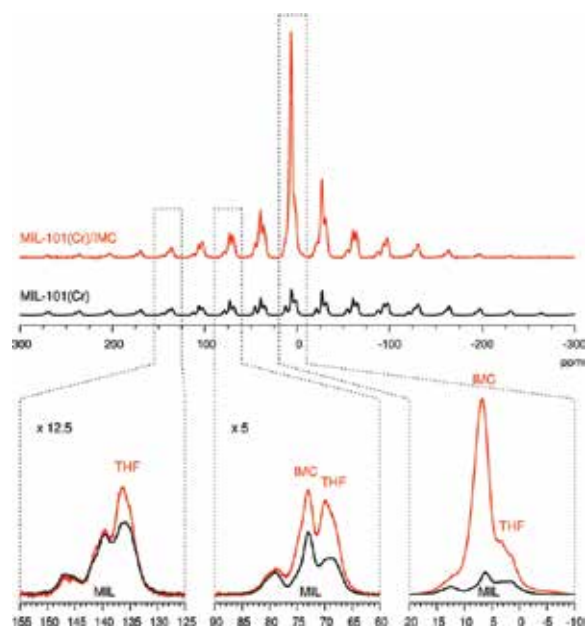 MIL-101(Cr)/IMC
MIL-101(Cr)
300 200 100 0 -100 -200 -300
ppm
IMC
x 12.5
x 5
THF
IMC THF
THF
MIL
MIL
MIL
155 150 145 140 135 130 125
90 85 80 75 70 65 60
20 15 10 5 0 -5 -10